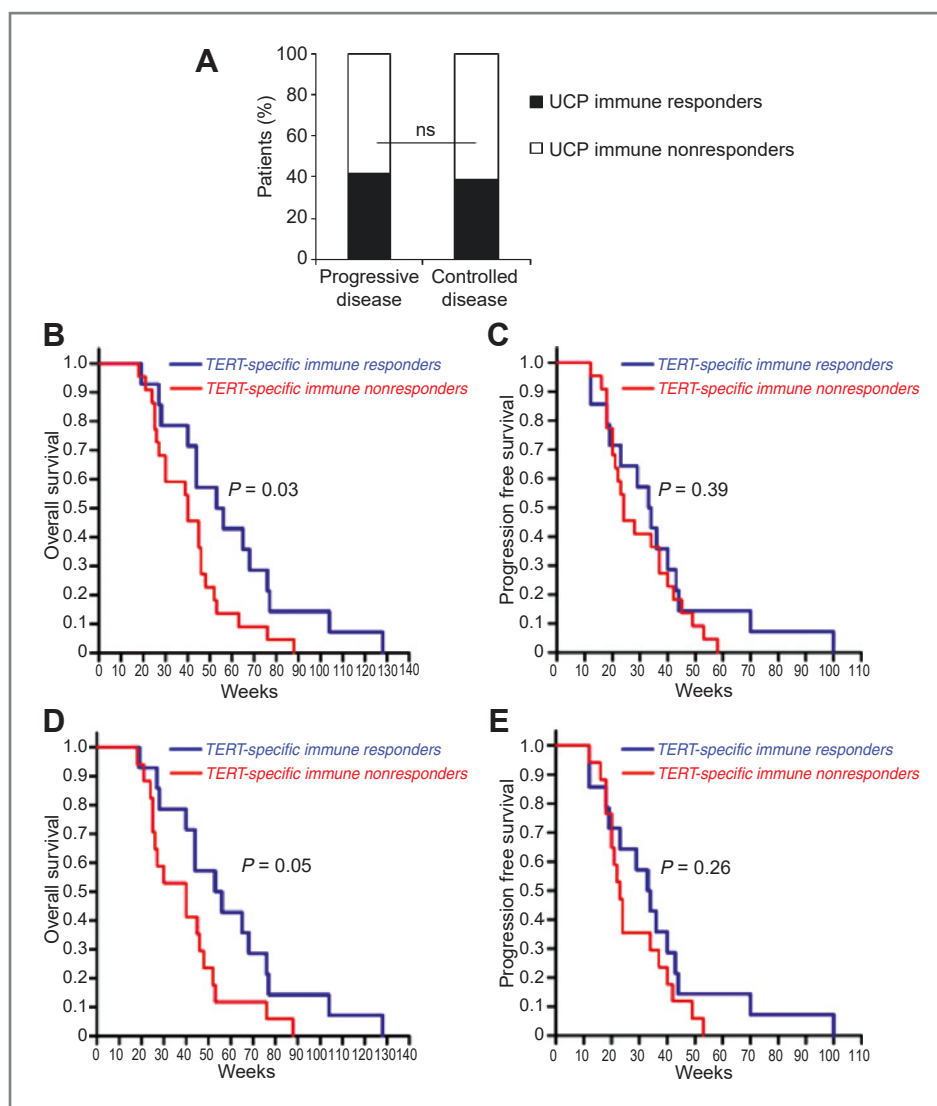 A
100
80
60
40
20
0
Patients (%)
ns
UCP immune responders
UCP immune nonresponders
Progressive disease
Controlled disease
B
1.0
0.9
0.8
0.7
0.6
0.5
0.4
0.3
0.2
0.1
0
Overall survival
TERT-specific immune responders
TERT-specific immune nonresponders
P = 0.03
0 10 20 30 40 50 60 70 80 90 100 110 120 130 140
Weeks
C
1.0
0.9
0.8
0.7
0.6
0.5
0.4
0.3
0.2
0.1
0
Progression free survival
TERT-specific immune responders
TERT-specific immune nonresponders
P = 0.39
0 10 20 30 40 50 60 70 80 90 100 110
Weeks
D
1.0
0.9
0.8
0.7
0.6
0.5
0.4
0.3
0.2
0.1
0
Overall survival
TERT-specific immune responders
TERT-specific immune nonresponders
P = 0.05
0 10 20 30 40 50 60 70 80 90 100 110 120 130 140
Weeks
E
1.0
0.9
0.8
0.7
0.6
0.5
0.4
0.3
0.2
0.1
0
Progression free survival
TERT-specific immune responders
TERT-specific immune nonresponders
P = 0.26
0 10 20 30 40 50 60 70 80 90 100 110
Weeks